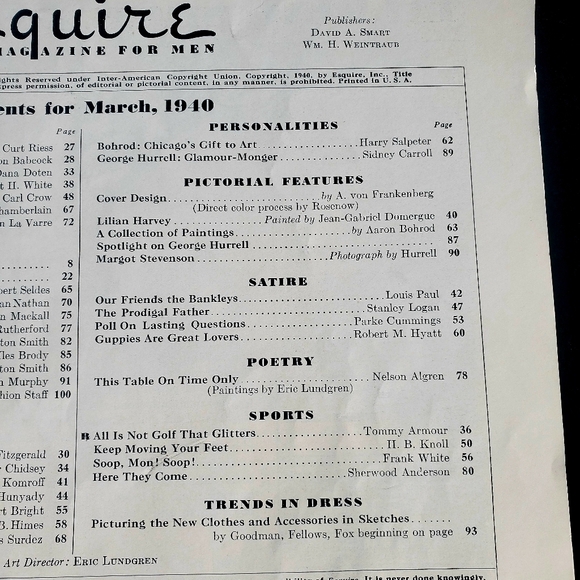 Esquire
MAGAZINE FOR MEN
Publishers:
DAVID A. SMART
WM. H. WEINTRAUB
ghts Reserved under Inter-American Copyright Union, Copyright, 1940, by Esquire, Inc., Title
xpress permission, of editorial or pictorial content, in any manner, is prohibited. Printed in U. S. A.
ents for March, 1940
Page
Curt Riess 27
on Babcock 28
Dana Doten 33
t H. White 38
Carl Crow 48
hamberlain 67
n La Varre 72
8
22
bert Seldes 65
an Nathan 70
n Mackall 75
Rutherford 77
ton Smith 82
fles Brody 85
ton Smith 86
n Murphy 91
hion Staff 100
Fitzgerald 30
r Chidsey 34
Komroff 41
Hunyady 44
rt Bright 55
B. Himes 58
s Surdez 68
PERSONALITIES
Page
Bohrod: Chicago's Gift to Art Harry Salpeter 62
George Hurrell: Glamour-Monger Sidney Carroll 89
PICTORIAL FEATURES
Cover Design by A. von Frankenberg
(Direct color process by Rosenow)
Lilian Harvey Painted by Jean-Gabriel Domergue 40
A Collection of Paintings by Aaron Bohrod 63
Spotlight on George Hurrell 87
Margot Stevenson Photograph by Hurrell 90
SATIRE
Our Friends the Bankleys Louis Paul 42
The Prodigal Father Stanley Logan 47
Poll On Lasting Questions Parke Cummings 53
Guppies Are Great Lovers Robert M. Hyatt 60
POETRY
This Table On Time Only Nelson Algren 78
(Paintings by Eric Lundgren)
SPORTS
All Is Not Golf That Glitters Tommy Armour 36
Keep Moving Your Feet H. B. Knoll 50
Soop, Mon! Soop! Frank White 56
Here They Come Sherwood Anderson 80
TRENDS IN DRESS
Picturing the New Clothes and Accessories in Sketches
by Goodman, Fellows, Fox beginning on page 93
Art Director: ERIC LUNDGREN
of Esquire. It is never done knowingly.